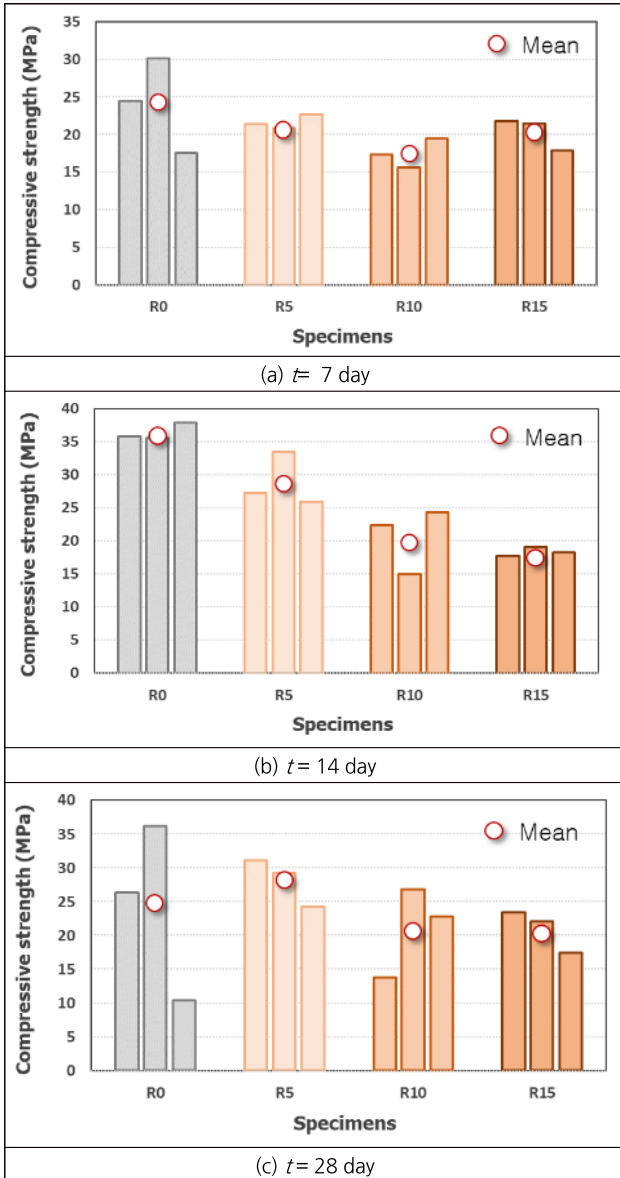 Compressive strength (MPa)
35
30
25
20
15
10
5
0
Mean
R0 R5 R10 R15
Specimens
(a) t= 7 day
Compressive strength (MPa)
40
35
30
25
20
15
10
5
0
Mean
R0 R5 R10 R15
Specimens
(b) t = 14 day
Compressive strength (MPa)
40
35
30
25
20
15
10
5
0
Mean
R0 R5 R10 R15
Specimens
(c) t = 28 day